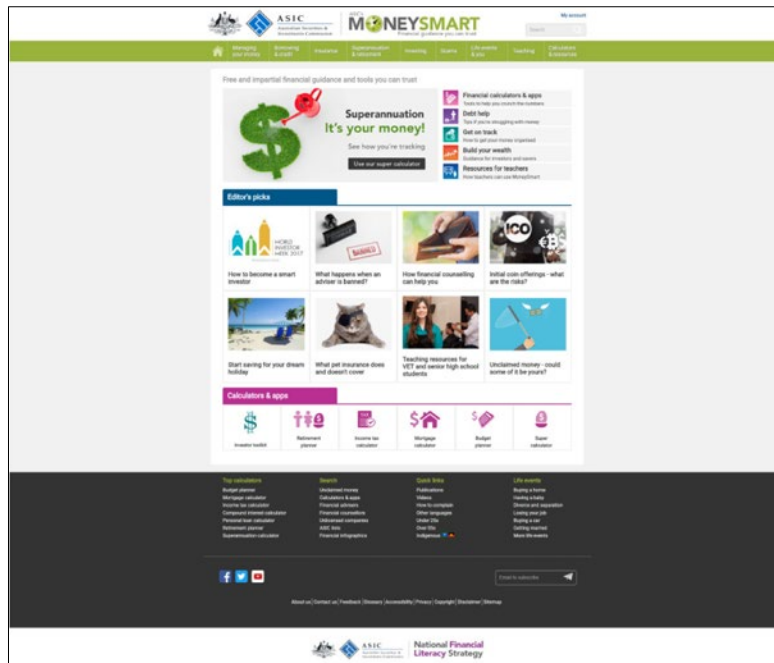 My account
ASIC
Australian Securities &
Investments Commission
ASIC's
MONEYSMART
Financial guidance you can trust
Search
Managing
your money
Borrowing
& credit
Insurance
Superannuation
& retirement
Investing
Scams
Life events
& you
Teaching
Calculators
& resources
Free and impartial financial guidance and tools you can trust
Superannuation
It's your money!
See how you're tracking
Use our super calculator
Financial calculators & apps
Tools to help you crunch the numbers
Debt help
Tips if you're struggling with money
Get on track
How to get your money organised
Build your wealth
Guidance for investors and savers
Resources for teachers
How teachers can use MoneySmart
Editor's picks
WORLD
INVESTOR
WEEK 2017
BANNED
ICO
How to become a smart
investor
What happens when an
adviser is banned?
How financial counselling
can help you
Initial coin offerings - what
are the risks?
Start saving for your dream
holiday
What pet insurance does
and doesn't cover
Teaching resources for
VET and senior high school
students
Unclaimed money - could
some of it be yours?
Calculators & apps
TAX
Investor toolkit
Retirement
planner
Income tax
calculator
Mortgage
calculator
Budget
planner
Super
calculator
Top calculators
Budget planner
Mortgage calculator
Income tax calculator
Compound interest calculator
Personal loan calculator
Retirement planner
Superannuation calculator
Search
Unclaimed money
Calculators & apps
Financial advisers
Financial counsellors
Unlicensed companies
ASIC lists
Financial infographics
Quick links
Publications
Videos
How to complain
Other languages
Under 25s
Over 55s
Indigenous
Life events
Buying a home
Having a baby
Divorce and separation
Losing your job
Buying a car
Getting married
More life events
Email to subscribe
About us | Contact us | Feedback | Glossary | Accessibility | Privacy | Copyright | Disclaimer | Sitemap
ASIC
Australian Securities &
Investments Commission
National Financial
Literacy Strategy